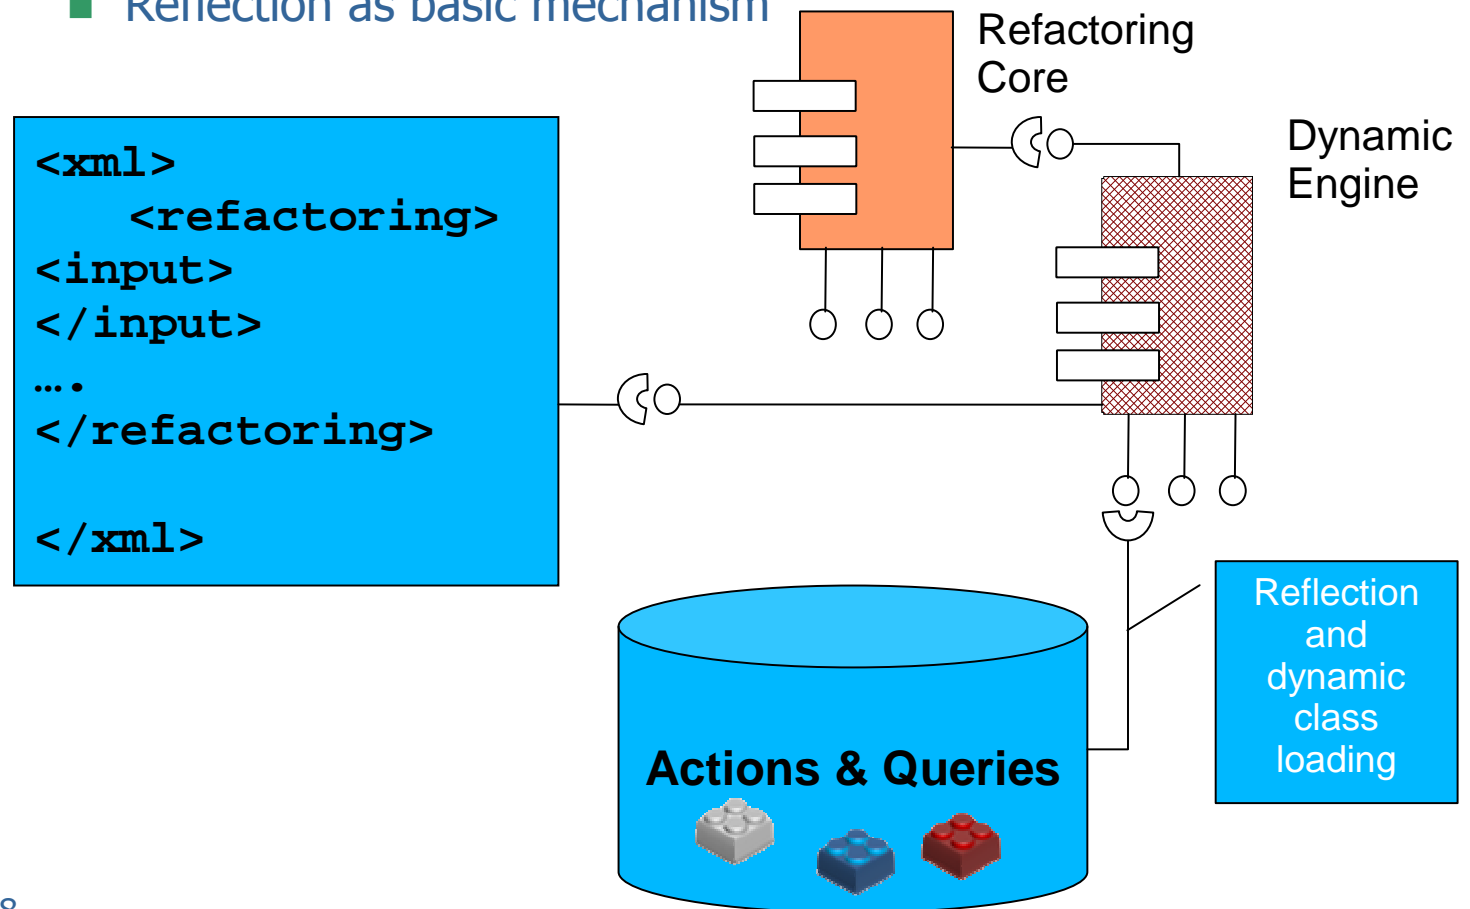 Reflection as basic mechanism
Refactoring
Core
Dynamic
Engine
<xml>
<refactoring>
<input>
</input>
….
</refactoring>
</xml>
Reflection
and
dynamic
class
loading
Actions & Queries
8